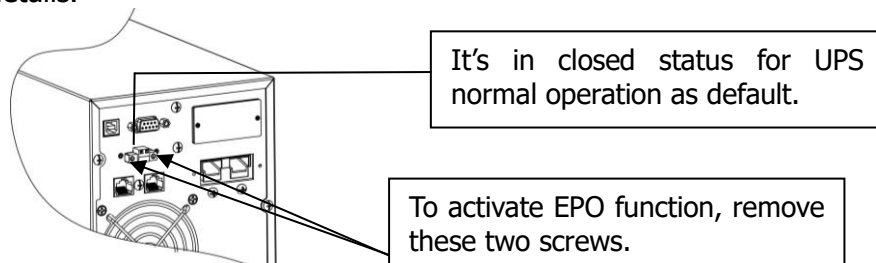 It's in closed status for UPS
normal operation as default.
To activate EPO function, remove
these two screws.